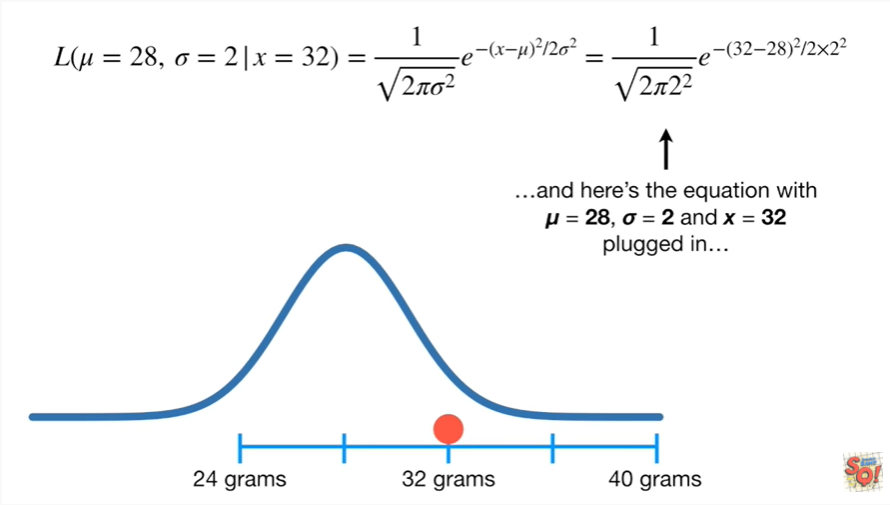 L(μ = 28, σ = 2 | x = 32) = 1/√(2πσ²) e^−(x−μ)²/2σ² = 1/√(2π2²) e^−(32−28)²/2×2²
…and here’s the equation with
μ = 28, σ = 2 and x = 32
plugged in…
24 grams 32 grams 40 grams
SQ!